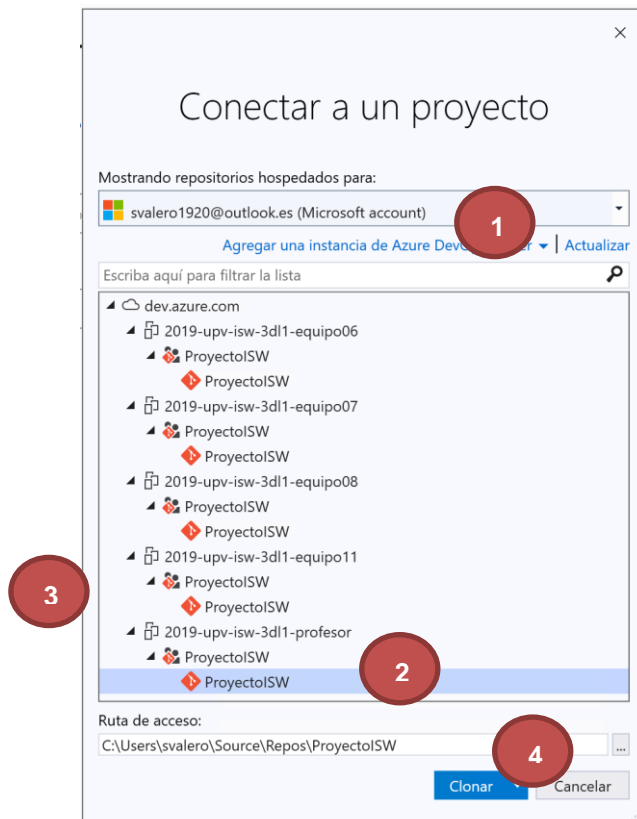 Conectar a un proyecto
Mostrando repositorios hospedados para:
svalero1920@outlook.es (Microsoft account)
1
Agregar una instancia de Azure | Actualizar
Escriba aquí para filtrar la lista
dev.azure.com
2019-upv-isw-3dl1-equipo06
ProyectoISW
ProyectoISW
2019-upv-isw-3dl1-equipo07
ProyectoISW
ProyectoISW
2019-upv-isw-3dl1-equipo08
ProyectoISW
ProyectoISW
2019-upv-isw-3dl1-equipo11
3
ProyectoISW
ProyectoISW
2019-upv-isw-3dl1-profesor
ProyectoISW
2
ProyectoISW
Ruta de acceso:
C:\Users\svalero\Source\Repos\ProyectoISW
...
4
Clonar
Cancelar